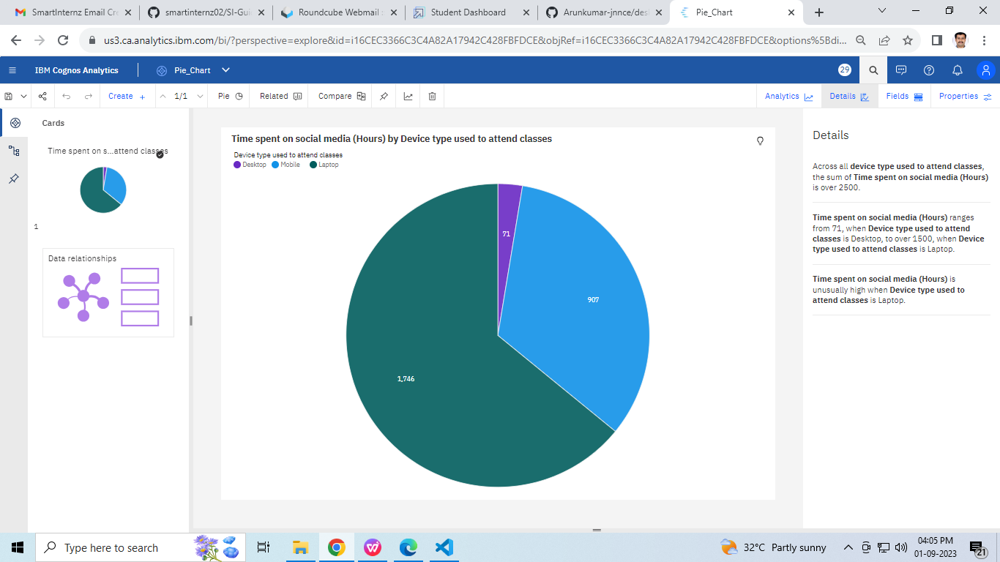 SmartInternz Email Cre
smartinternz02/SI-Gui
Roundcube Webmail
Student Dashboard
Arunkumar-jnnce/des
Pie_Chart
us3.ca.analytics.ibm.com/bi/?perspective=explore&id=i16CEC3366C3C4A82A17942C428FBFDCE&objRef=i16CEC3366C3C4A82A17942C428FBFDCE&options%5Bdi...
IBM Cognos Analytics
Pie_Chart
29
Create +
1/1
Pie
Related
Compare
Analytics
Details
Fields
Properties
Cards
Time spent on s...attend classes
1
Data relationships
Time spent on social media (Hours) by Device type used to attend classes
Device type used to attend classes
Desktop Mobile Laptop
71
907
1,746
Details
Across all device type used to attend classes,
the sum of Time spent on social media (Hours)
is over 2500.
Time spent on social media (Hours) ranges
from 71, when Device type used to attend
classes is Desktop, to over 1500, when Device
type used to attend classes is Laptop.
Time spent on social media (Hours) is
unusually high when Device type used to
attend classes is Laptop.
Type here to search
32°C Partly sunny
04:05 PM
01-09-2023
21